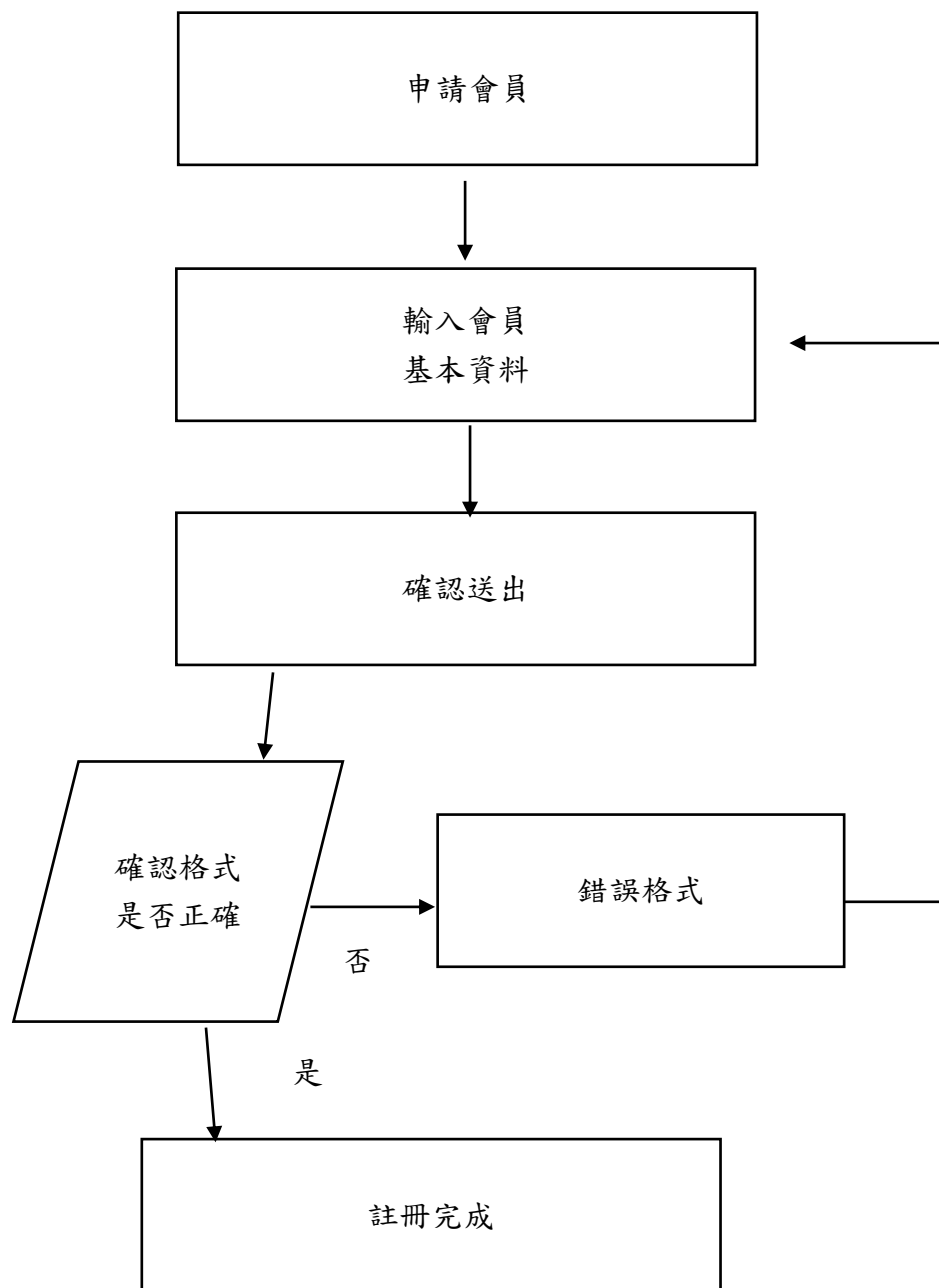 申請會員
輸入會員
基本資料
確認送出
確認格式
是否正確
錯誤格式
否
是
註冊完成